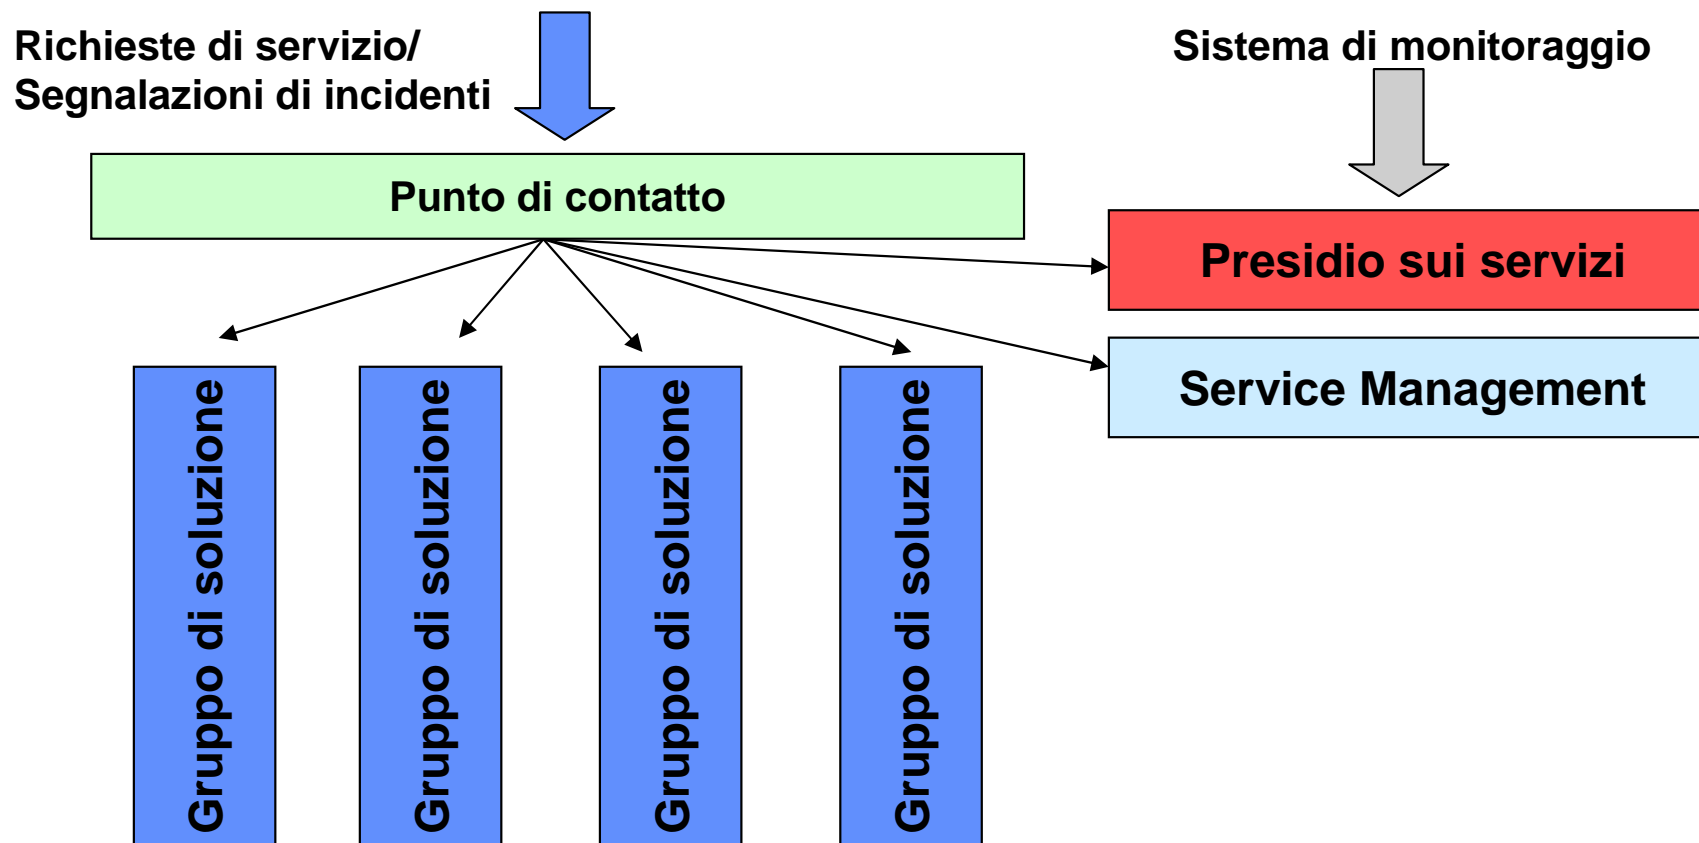 Richieste di servizio/
Segnalazioni di incidenti
Sistema di monitoraggio
Punto di contatto
Presidio sui servizi
Service Management
Gruppo di soluzione
Gruppo di soluzione
Gruppo di soluzione
Gruppo di soluzione